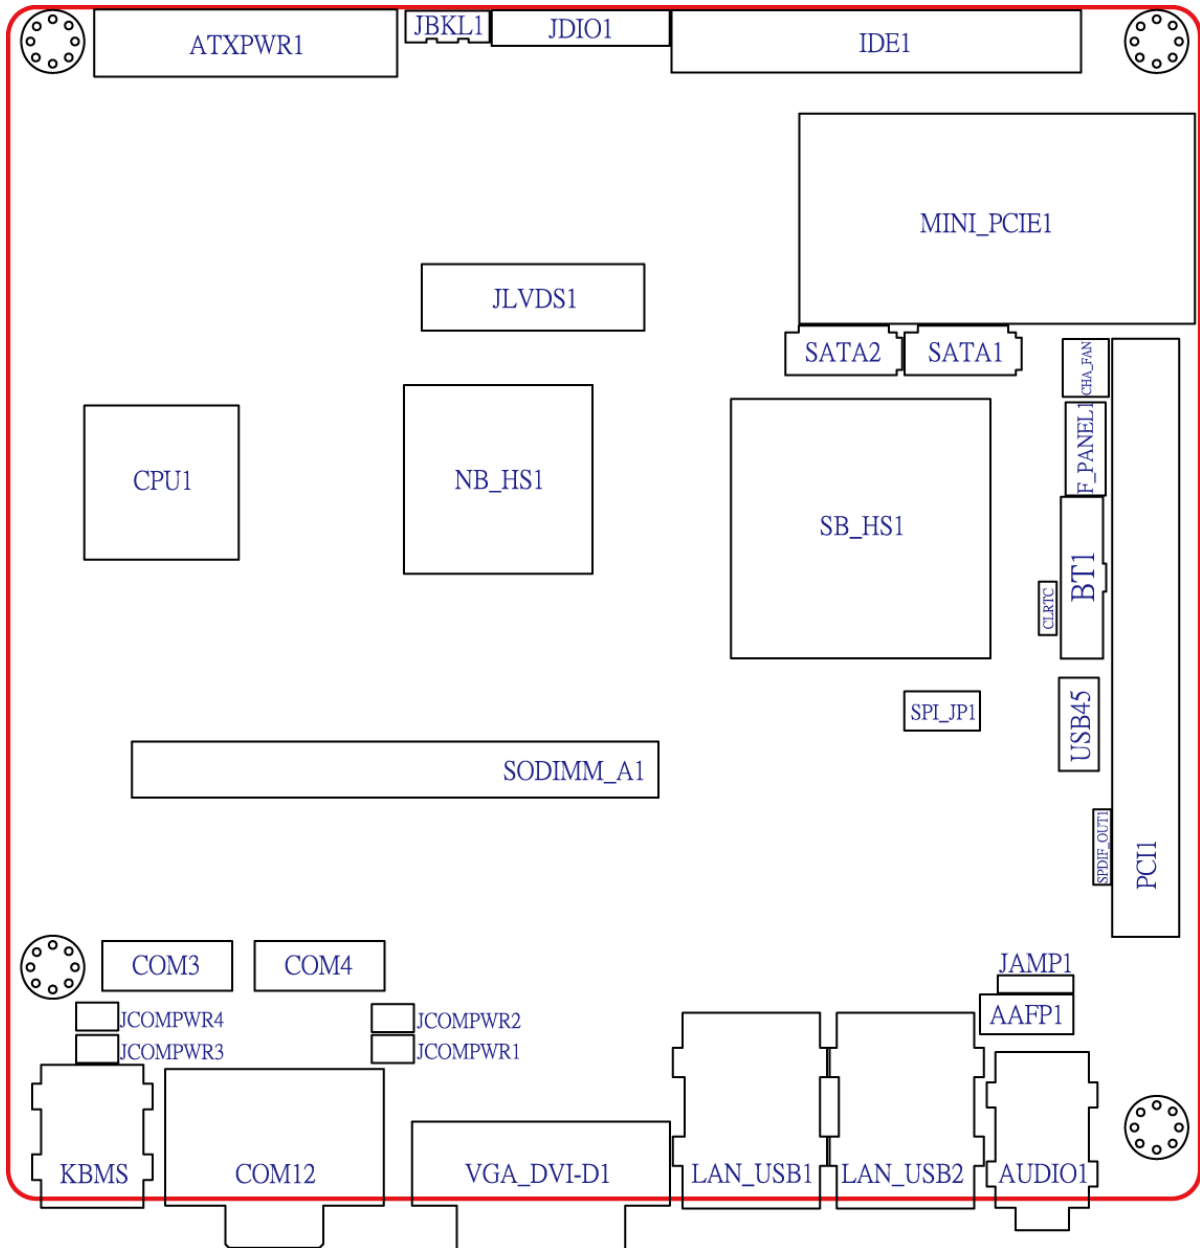 ATXPWR1
JBKL1
JDIO1
IDE1
MINI_PCIE1
JLVDS1
SATA2
SATA1
CHA_FAN
F_PANEL1
CPU1
NB_HS1
SB_HS1
BT1
CLRTC
SPI_JP1
USB45
SODIMM_A1
SPDIF_OUT1
PCI1
COM3
COM4
JAMP1
AAFP1
JCOMPWR4
JCOMPWR2
JCOMPWR3
JCOMPWR1
KBMS
COM12
VGA_DVI-D1
LAN_USB1
LAN_USB2
AUDIO1